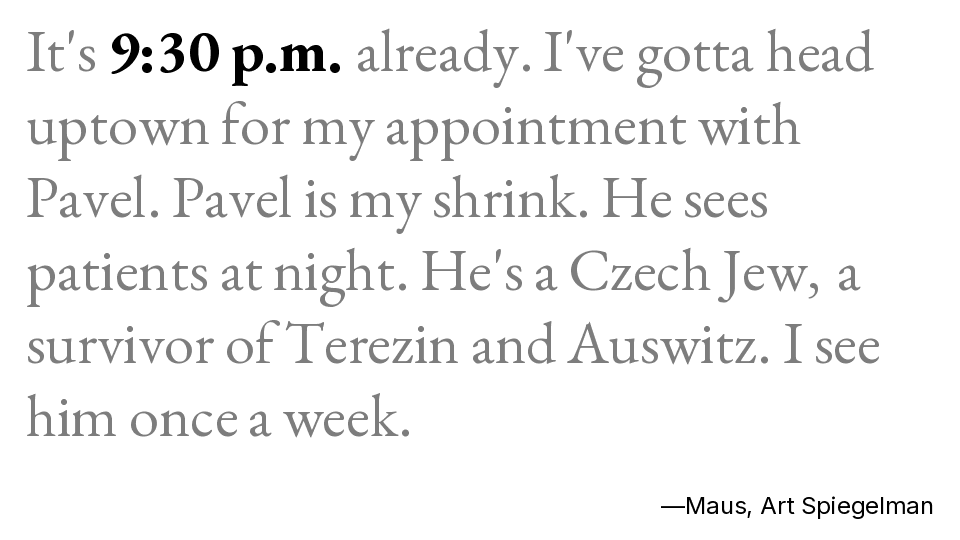 It's 9:30 p.m. already. I've gotta head
uptown for my appointment with
Pavel. Pavel is my shrink. He sees
patients at night. He's a Czech Jew, a
survivor of Terezin and Auswitz. I see
him once a week.
—Maus, Art Spiegelman